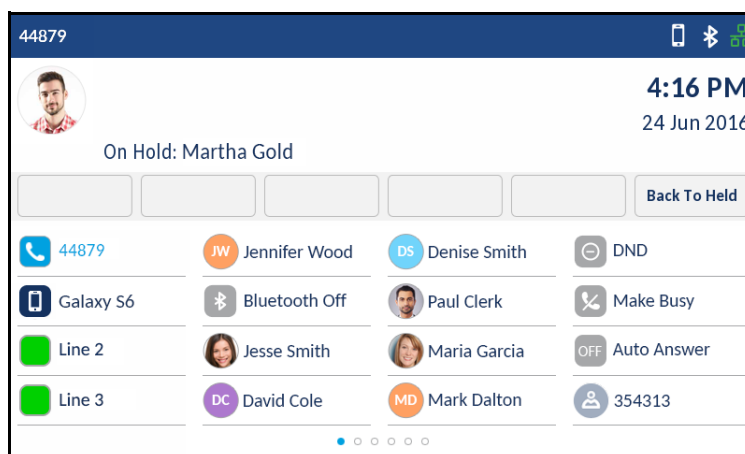 44879
4:16 PM
24 Jun 2016
On Hold: Martha Gold
Back To Held
44879
JW Jennifer Wood
DS Denise Smith
DND
Galaxy S6
Bluetooth Off
Paul Clerk
Make Busy
Line 2
Jesse Smith
Maria Garcia
OFF Auto Answer
Line 3
DC David Cole
MD Mark Dalton
354313